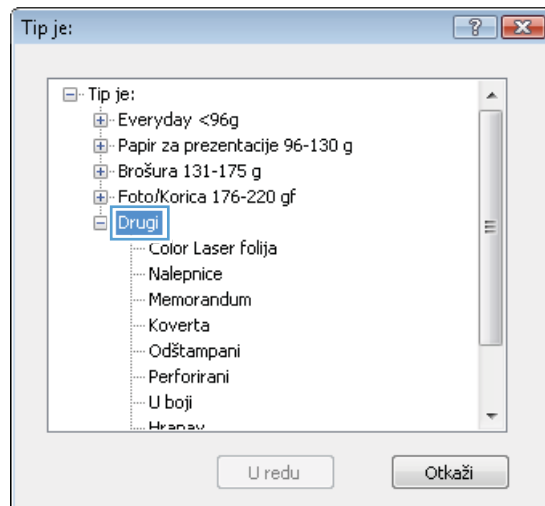 Tip je:
Tip je:
Everyday <96g
Papir za prezentacije 96-130 g
Brošura 131-175 g
Foto/Korica 176-220 gf
Drugi
Color Laser folija
Nalepnice
Memorandum
Koverta
Odštampani
Perforirani
U boji
Hrapav
U redu
Otkaži